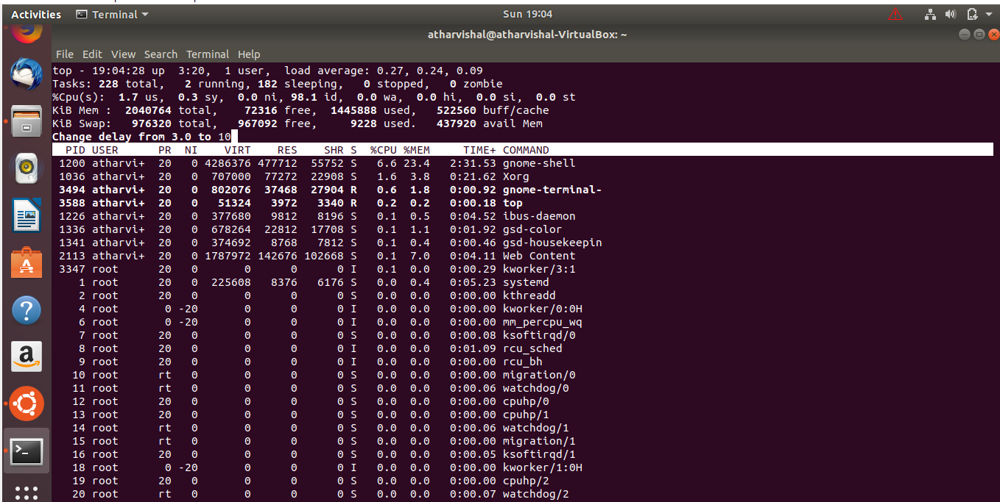 Activities Terminal Sun 19:04
atharvishal@atharvishal-VirtualBox: ~
File Edit View Search Terminal Help
top - 19:04:28 up  3:20,  1 user,  load average: 0.27, 0.24, 0.09
Tasks: 228 total,   2 running, 182 sleeping,   0 stopped,   0 zombie
%Cpu(s):  1.7 us,  0.3 sy,  0.0 ni, 98.1 id,  0.0 wa,  0.0 hi,  0.0 si,  0.0 st
KiB Mem :  2040764 total,    72316 free,  1445888 used,   522560 buff/cache
KiB Swap:   976320 total,   967092 free,     9228 used.   437920 avail Mem
Change delay from 3.0 to 10
  PID USER      PR  NI    VIRT    RES    SHR S  %CPU %MEM     TIME+ COMMAND
 1200 atharvi+  20   0 4286376 477712  55752 S   6.6 23.4   2:31.53 gnome-shell
 1036 atharvi+  20   0  707000  77272  22908 S   1.6  3.8   0:21.62 Xorg
 3494 atharvi+  20   0  802076  37468  27904 R   0.6  1.8   0:00.92 gnome-terminal-
 3588 atharvi+  20   0   51324   3972   3340 R   0.2  0.2   0:00.18 top
 1226 atharvi+  20   0  377680   9812   8196 S   0.1  0.5   0:04.52 ibus-daemon
 1336 atharvi+  20   0  678264  22812  17708 S   0.1  1.1   0:01.92 gsd-color
 1341 atharvi+  20   0  374692   8768   7812 S   0.1  0.4   0:00.46 gsd-housekeepin
 2113 atharvi+  20   0 1787972 142676 102668 S   0.1  7.0   0:04.11 Web Content
 3347 root      20   0       0      0      0 I   0.1  0.0   0:00.29 kworker/3:1
    1 root      20   0  225608   8376   6176 S   0.0  0.4   0:05.23 systemd
    2 root      20   0       0      0      0 S   0.0  0.0   0:00.00 kthreadd
    4 root       0 -20       0      0      0 I   0.0  0.0   0:00.00 kworker/0:0H
    6 root       0 -20       0      0      0 I   0.0  0.0   0:00.00 mm_percpu_wq
    7 root      20   0       0      0      0 S   0.0  0.0   0:00.08 ksoftirqd/0
    8 root      20   0       0      0      0 I   0.0  0.0   0:01.09 rcu_sched
    9 root      20   0       0      0      0 I   0.0  0.0   0:00.00 rcu_bh
   10 root      rt   0       0      0      0 S   0.0  0.0   0:00.00 migration/0
   11 root      rt   0       0      0      0 S   0.0  0.0   0:00.06 watchdog/0
   12 root      20   0       0      0      0 S   0.0  0.0   0:00.00 cpuhp/0
   13 root      20   0       0      0      0 S   0.0  0.0   0:00.00 cpuhp/1
   14 root      rt   0       0      0      0 S   0.0  0.0   0:00.06 watchdog/1
   15 root      rt   0       0      0      0 S   0.0  0.0   0:00.00 migration/1
   16 root      20   0       0      0      0 S   0.0  0.0   0:00.05 ksoftirqd/1
   18 root       0 -20       0      0      0 I   0.0  0.0   0:00.00 kworker/1:0H
   19 root      20   0       0      0      0 S   0.0  0.0   0:00.00 cpuhp/2
   20 root      rt   0       0      0      0 S   0.0  0.0   0:00.07 watchdog/2